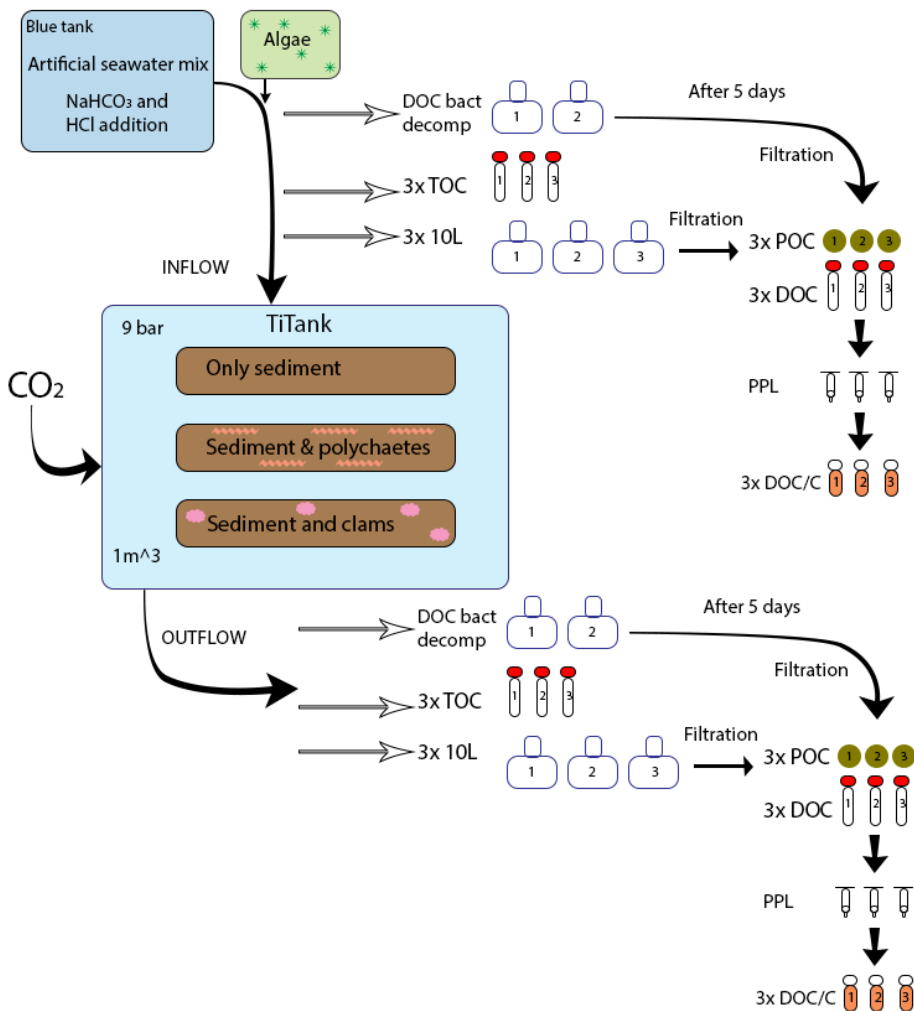 Blue tank
Artificial seawater mix
NaHCO₃ and
HCl addition
Algae
DOC bact
decomp
1 2
After 5 days
Filtration
3x TOC
1 2 3
3x 10L
1 2 3
Filtration
3x POC 1 2 3
3x DOC 1 2 3
PPL
3x DOC/C 1 2 3
INFLOW
TiTank
9 bar
Only sediment
CO₂
Sediment & polychaetes
Sediment and clams
1m^3
OUTFLOW
DOC bact
decomp
1 2
After 5 days
Filtration
3x TOC
1 2 3
3x 10L
1 2 3
Filtration
3x POC 1 2 3
3x DOC 1 2 3
PPL
3x DOC/C 1 2 3